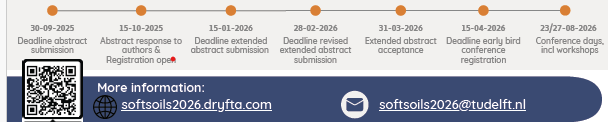 30-09-2025
Deadline abstract
submission
15-10-2025
Abstract response to
authors &
Registration open
15-01-2026
Deadline extended
abstract submission
28-02-2026
Deadline revised
extended abstract
submission
31-03-2026
Extended abstract
acceptance
15-04-2026
Deadline early bird
conference
registration
23/27-08-2026
Conference days,
incl workshops
More information:
softsoils2026.dryfta.com
softsoils2026@tudelft.nl